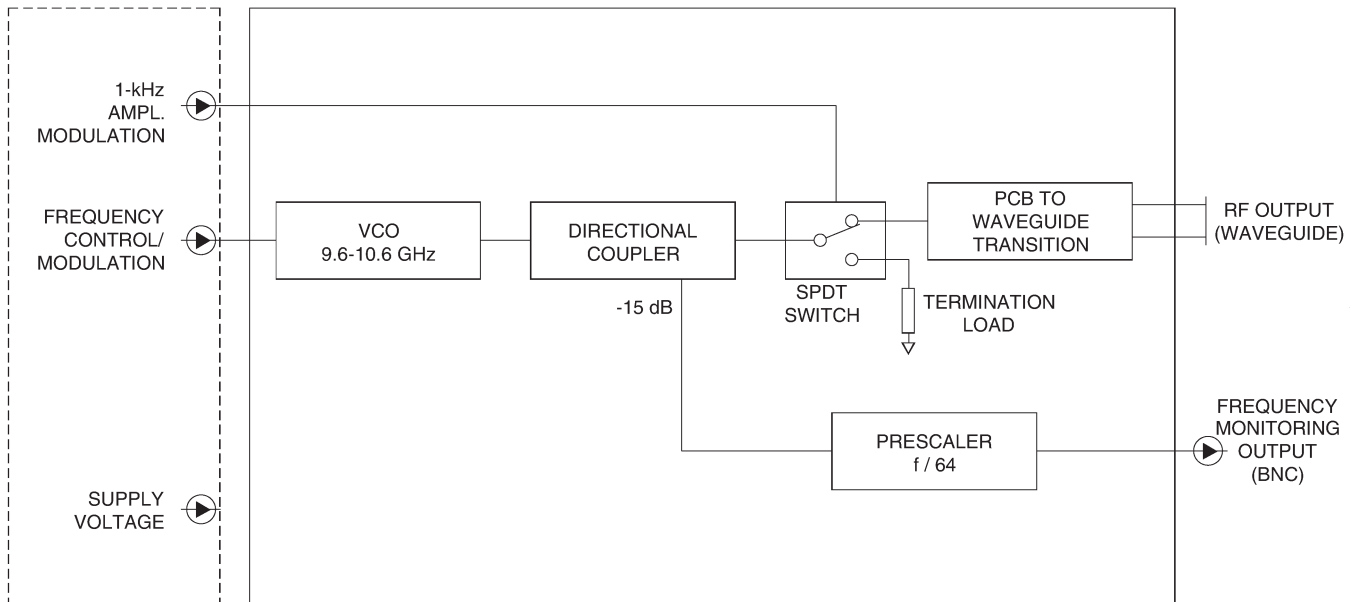 1-kHz
AMPL.
MODULATION
FREQUENCY
CONTROL/
MODULATION
VCO
9.6-10.6 GHz
DIRECTIONAL
COUPLER
-15 dB
SPDT
SWITCH
TERMINATION
LOAD
PCB TO
WAVEGUIDE
TRANSITION
RF OUTPUT
(WAVEGUIDE)
PRESCALER
f / 64
FREQUENCY
MONITORING
OUTPUT
(BNC)
SUPPLY
VOLTAGE